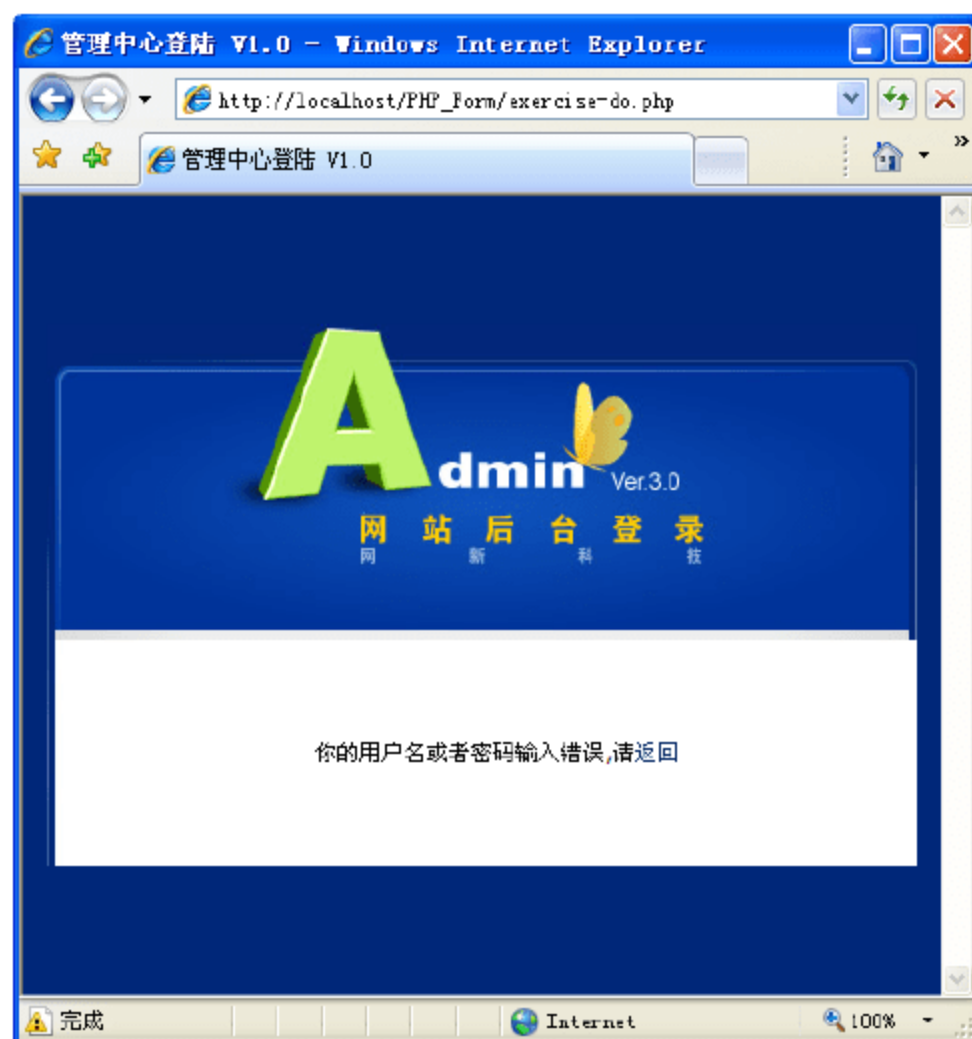 管理中心登陆 V1.0 - Windows Internet Explorer
http://localhost/PHP_Form/exercise-do.php
管理中心登陆 V1.0
Admin Ver.3.0
网站后台登录
网新科技
你的用户名或者密码输入错误,请返回
完成 Internet 100%